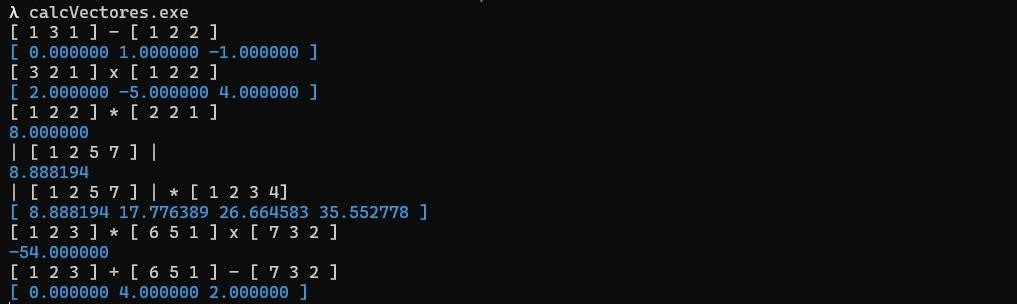 λ calcVectores.exe
[ 1 3 1 ] - [ 1 2 2 ]
[ 0.000000 1.000000 -1.000000 ]
[ 3 2 1 ] x [ 1 2 2 ]
[ 2.000000 -5.000000 4.000000 ]
[ 1 2 2 ] * [ 2 2 1 ]
8.000000
| [ 1 2 5 7 ] |
8.888194
| [ 1 2 5 7 ] | * [ 1 2 3 4]
[ 8.888194 17.776389 26.664583 35.552778 ]
[ 1 2 3 ] * [ 6 5 1 ] x [ 7 3 2 ]
-54.000000
[ 1 2 3 ] + [ 6 5 1 ] - [ 7 3 2 ]
[ 0.000000 4.000000 2.000000 ]